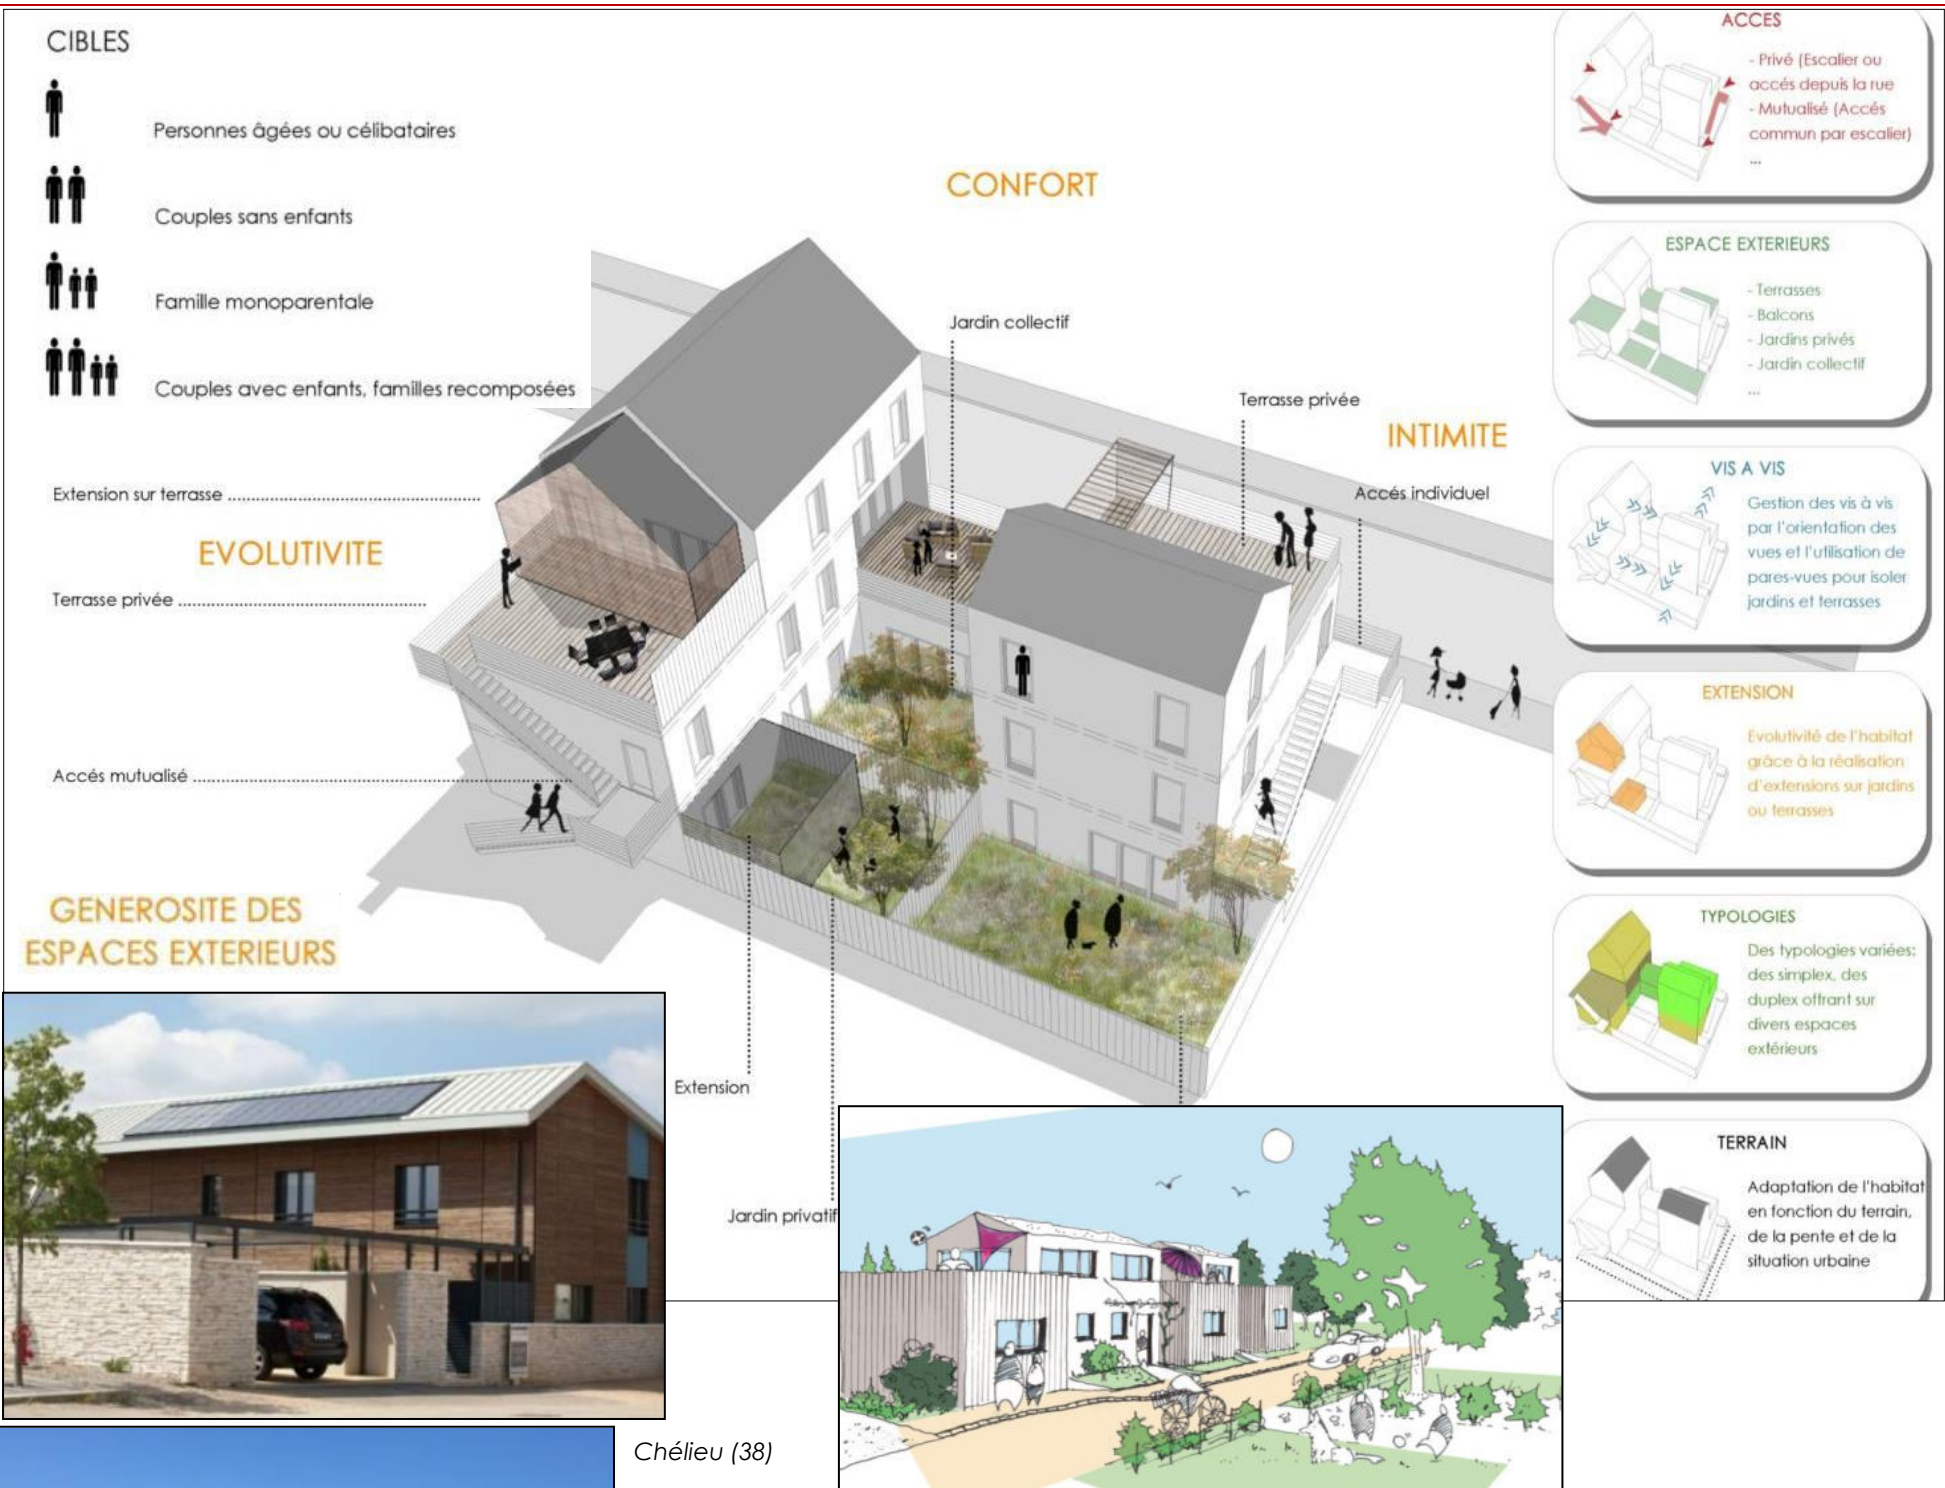 CIBLES
Personnes âgées ou célibataires
Couples sans enfants
Famille monoparentale
Couples avec enfants, familles recomposées
CONFORT
Jardin collectif
Terrasse privée
INTIMITE
Accés individuel
Extension sur terrasse
EVOLUTIVITE
Terrasse privée
Accés mutualisé
GENEROSITE DES
ESPACES EXTERIEURS
Extension
Jardin privatif
Chélieu (38)
ACCES
- Privé (Escalier ou
accés depuis la rue
- Mutualisé (Accés
commun par escalier)
...
ESPACE EXTERIEURS
- Terrasses
- Balcons
- Jardins privés
- Jardin collectif
...
VIS A VIS
Gestion des vis à vis
par l'orientation des
vues et l'utilisation de
pares-vues pour isoler
jardins et terrasses
EXTENSION
Evolutivité de l'habitat
grâce à la réalisation
d'extensions sur jardins
ou terrasses
TYPOLOGIES
Des typologies variées:
des simplex, des
duplex offrant sur
divers espaces
extérieurs
TERRAIN
Adaptation de l'habitat
en fonction du terrain,
de la pente et de la
situation urbaine